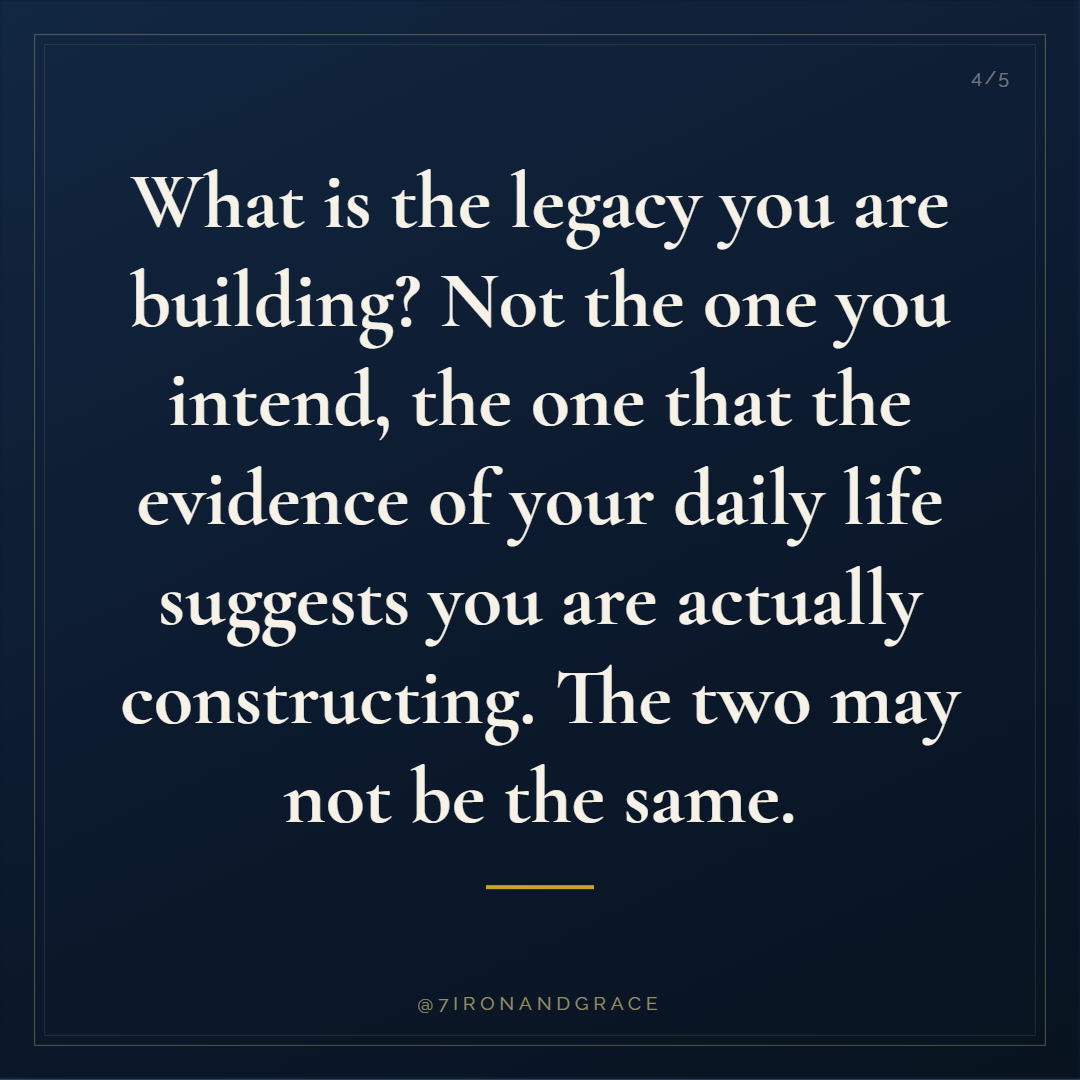 4/5
What is the legacy you are
building? Not the one you
intend, the one that the
evidence of your daily life
suggests you are actually
constructing. The two may
not be the same.
@7IRONANDGRACE